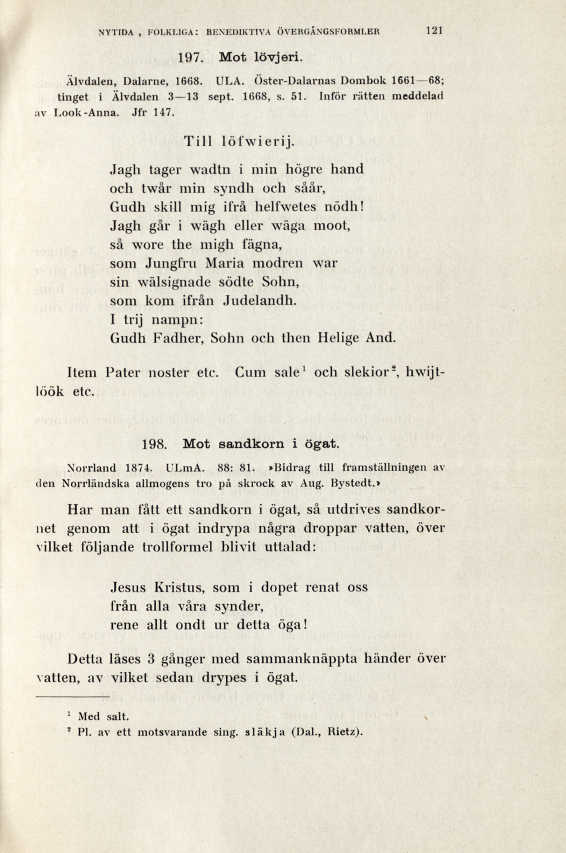 NYTIDA , FOLKLIGA: BENEDIKTIVA ÖVERGÅNGSFORMLER 121
197. Mot lövjeri.
Älvdalen, Dalarne, 1668. ULA. Öster-Dalarnas Dombok 1661—68;
tinget i Älvdalen 3—13 sept. 1668, s. 51. Inför rätten meddelad
av Look-Anna. Jfr 147.
Till löfwierij.
Jagh tager wadtn i min högre hand
och twår min syndh och såår,
Gudh skill mig ifrå helfwetes nödh!
Jagh går i wägh eller wäga moot,
så wore the migh fägna,
som Jungfru Maria modren war
sin wälsignade södte Sohn,
som kom ifrån Judelandh.
I trij nampn:
Gudh Fadher, Sohn och then Helige And.
Item Pater noster etc. Cum sale¹ och slekior², hwijt-
löök etc.
198. Mot sandkorn i ögat.
Norrland 1874. ULmA. 88: 81. »Bidrag till framställningen av
den Norrländska allmogens tro på skrock av Aug. Bystedt.»
Har man fått ett sandkorn i ögat, så utdrives sandkor-
net genom att i ögat indrypa några droppar vatten, över
vilket följande trollformel blivit uttalad:
Jesus Kristus, som i dopet renat oss
från alla våra synder,
rene allt ondt ur detta öga!
Detta läses 3 gånger med sammanknäppta händer över
vatten, av vilket sedan drypes i ögat.
¹ Med salt.
² Pl. av ett motsvarande sing. släkja (Dal., Rietz).